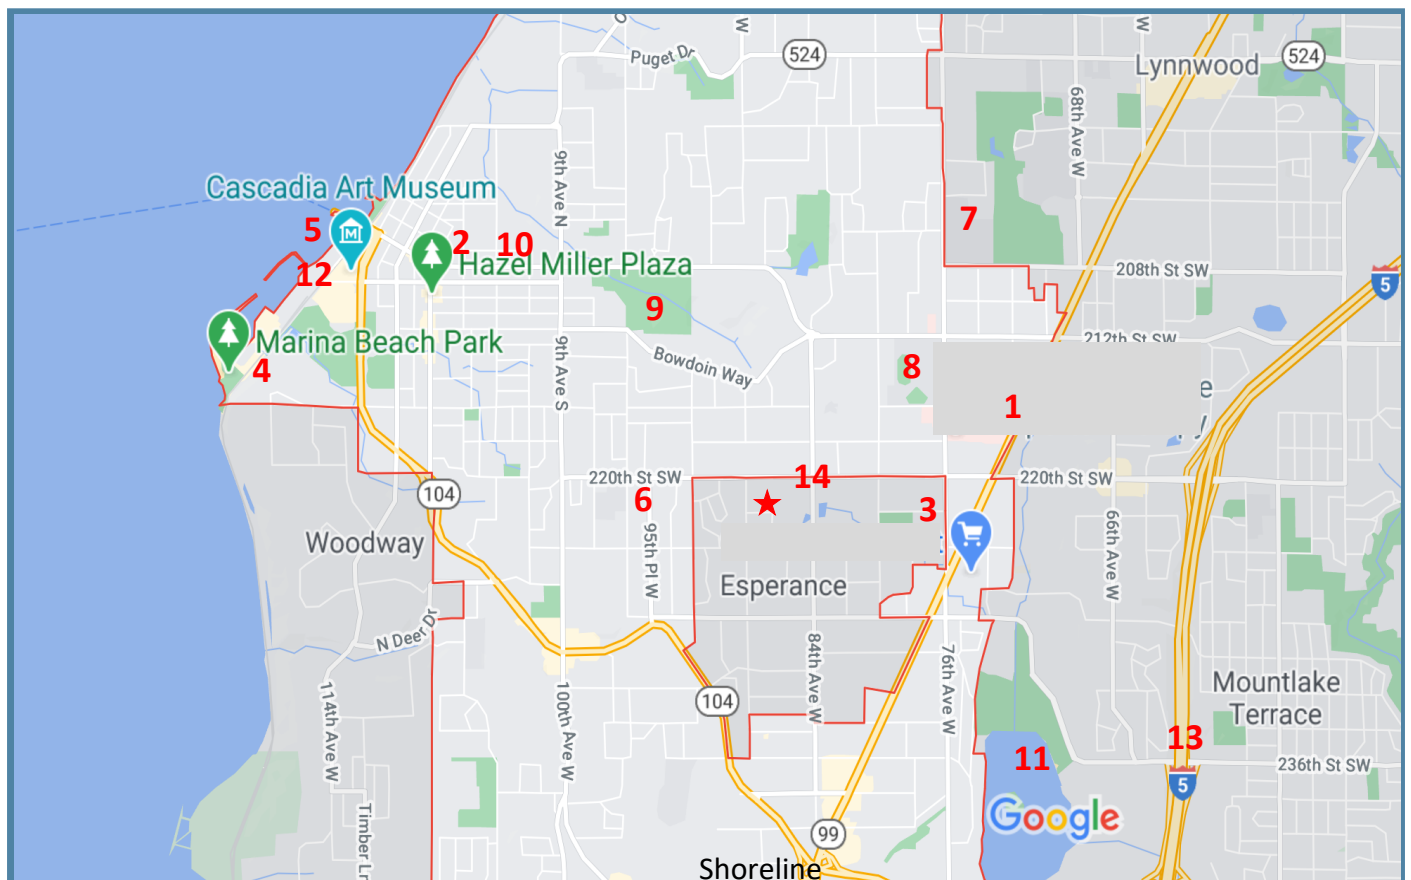 O
W
W
Puget Dr
524
Lynnwood
524
68th Ave W
9th Ave N
Cascadia Art Museum
5
M
2
10
7
Hazel Miller Plaza
12
208th St SW
5
9
Marina Beach Park
4
9th Ave S
Bowdoin Way
212th St SW
8
1
e
y
220th St SW
14
220th St SW
104
6
3
66th Ave W
95th Pl W
Woodway
Esperance
N Deer Dr
84th Ave W
76th Ave W
114th Ave W
100th Ave W
104
Mountlake
Terrace
13
11
236th St SW
5
Google
Timber Ln
99
Shoreline